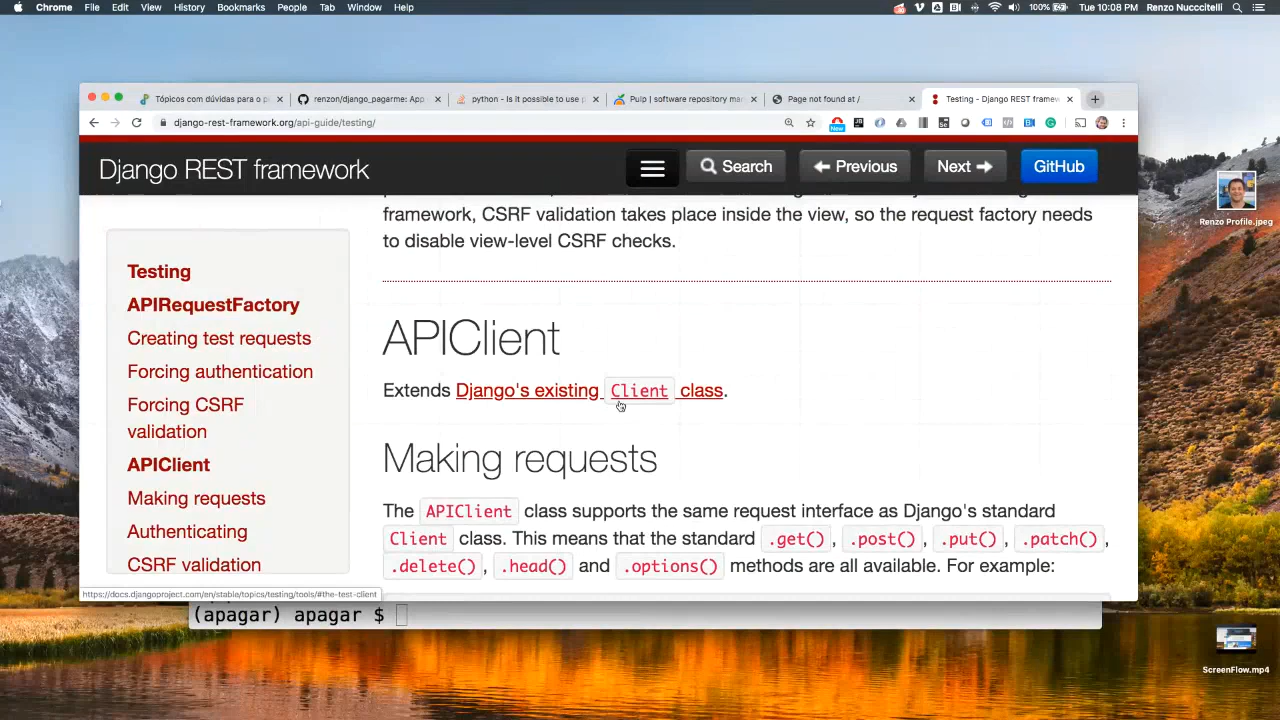 Chrome File Edit View History Bookmarks People Tab Window Help
100% Tue 10:08 PM Renzo Nuccitelli
Tópicos com dúvidas para o p
renzon/django_pagarme: App
python - Is it possible to use p
Pulp | software repository ma
Page not found at /
Testing - Django REST framew
django-rest-framework.org/api-guide/testing/
New
Django REST framework
Search
Previous
Next
GitHub
framework, CSRF validation takes place inside the view, so the request factory needs
to disable view-level CSRF checks.
Testing
APIRequestFactory
Creating test requests
Forcing authentication
Forcing CSRF
validation
APIClient
Making requests
Authenticating
CSRF validation
APIClient
Extends Django's existing Client class.
Making requests
The APIClient class supports the same request interface as Django's standard
Client class. This means that the standard .get(), .post(), .put(), .patch(),
.delete(), .head() and .options() methods are all available. For example:
https://docs.djangoproject.com/en/stable/topics/testing/tools/#the-test-client
(apagar) apagar $
Renzo Profile.jpeg
ScreenFlow.mp4